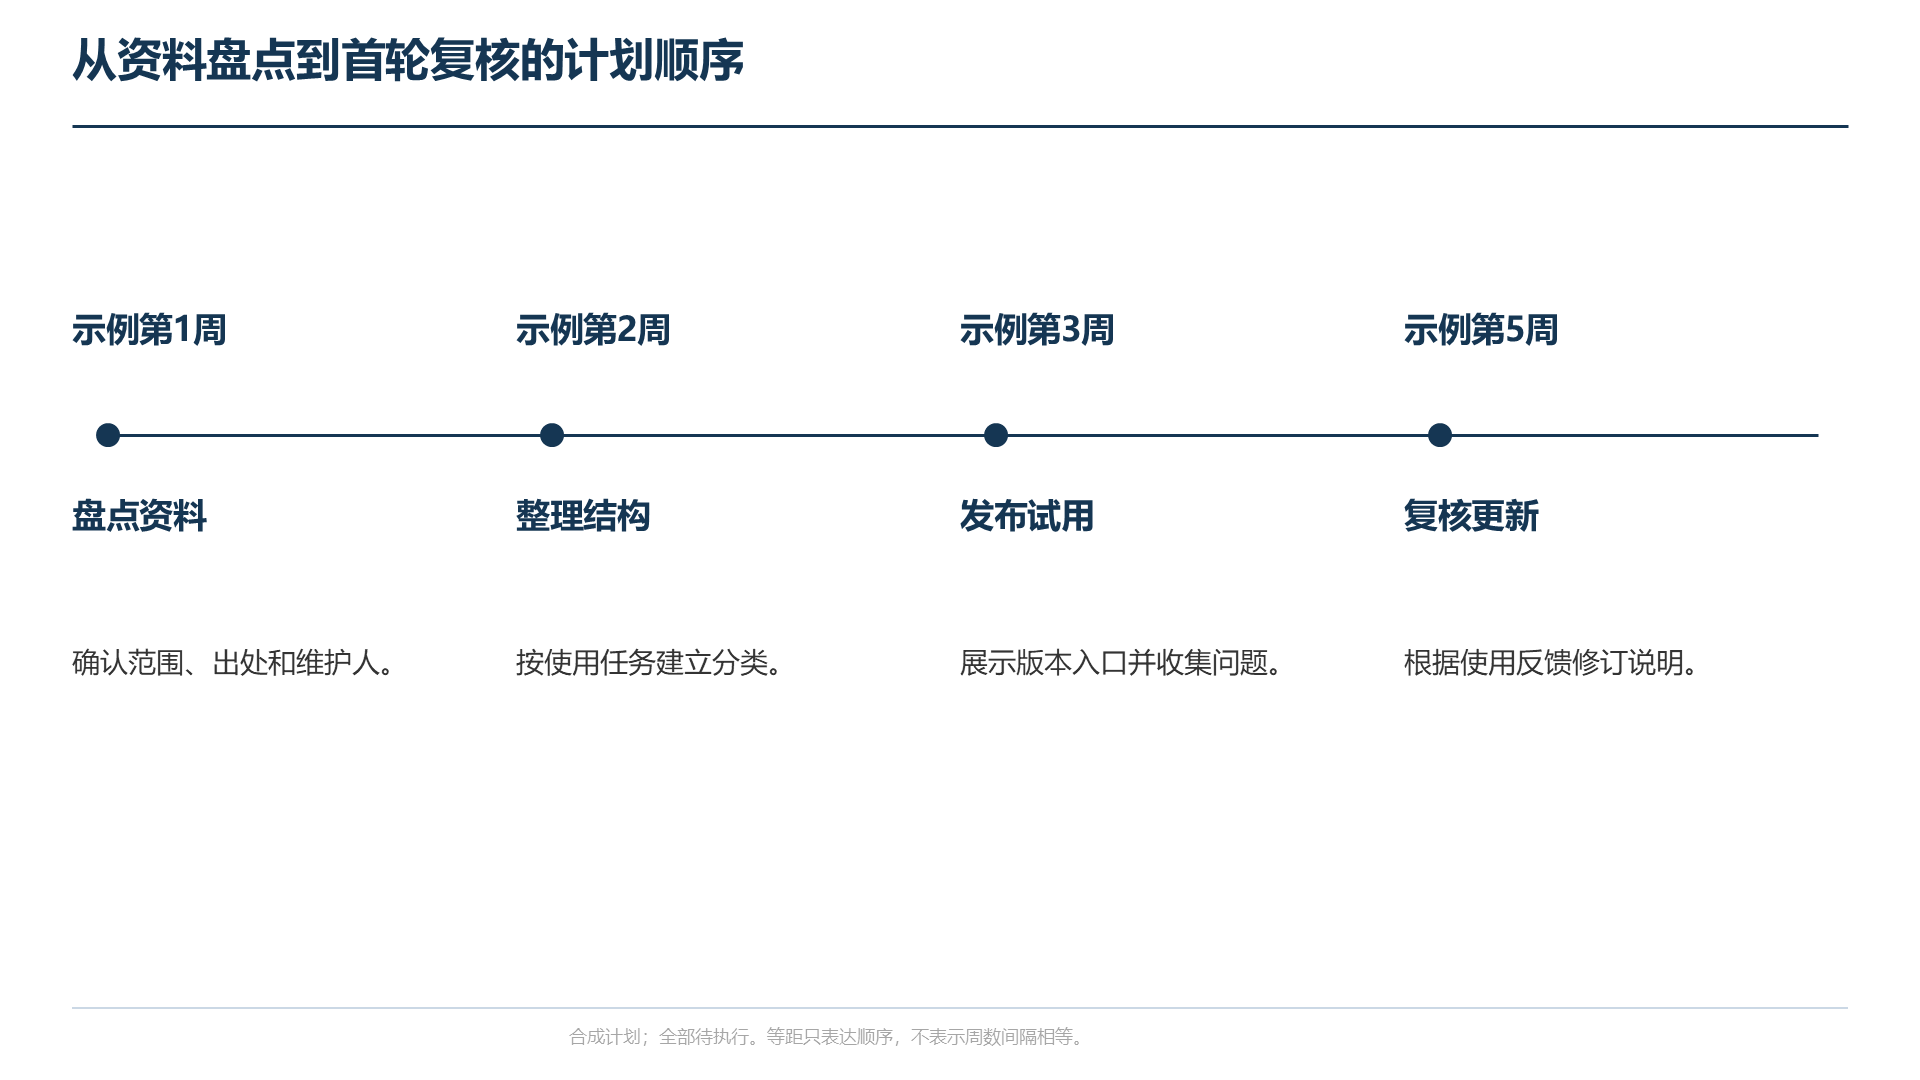 从资料盘点到首轮复核的计划顺序
示例第1周
示例第2周
示例第3周
示例第5周
盘点资料
整理结构
发布试用
复核更新
确认范围、出处和维护人。
按使用任务建立分类。
展示版本入口并收集问题。
根据使用反馈修订说明。
合成计划；全部待执行。等距只表达顺序，不表示周数间隔相等。